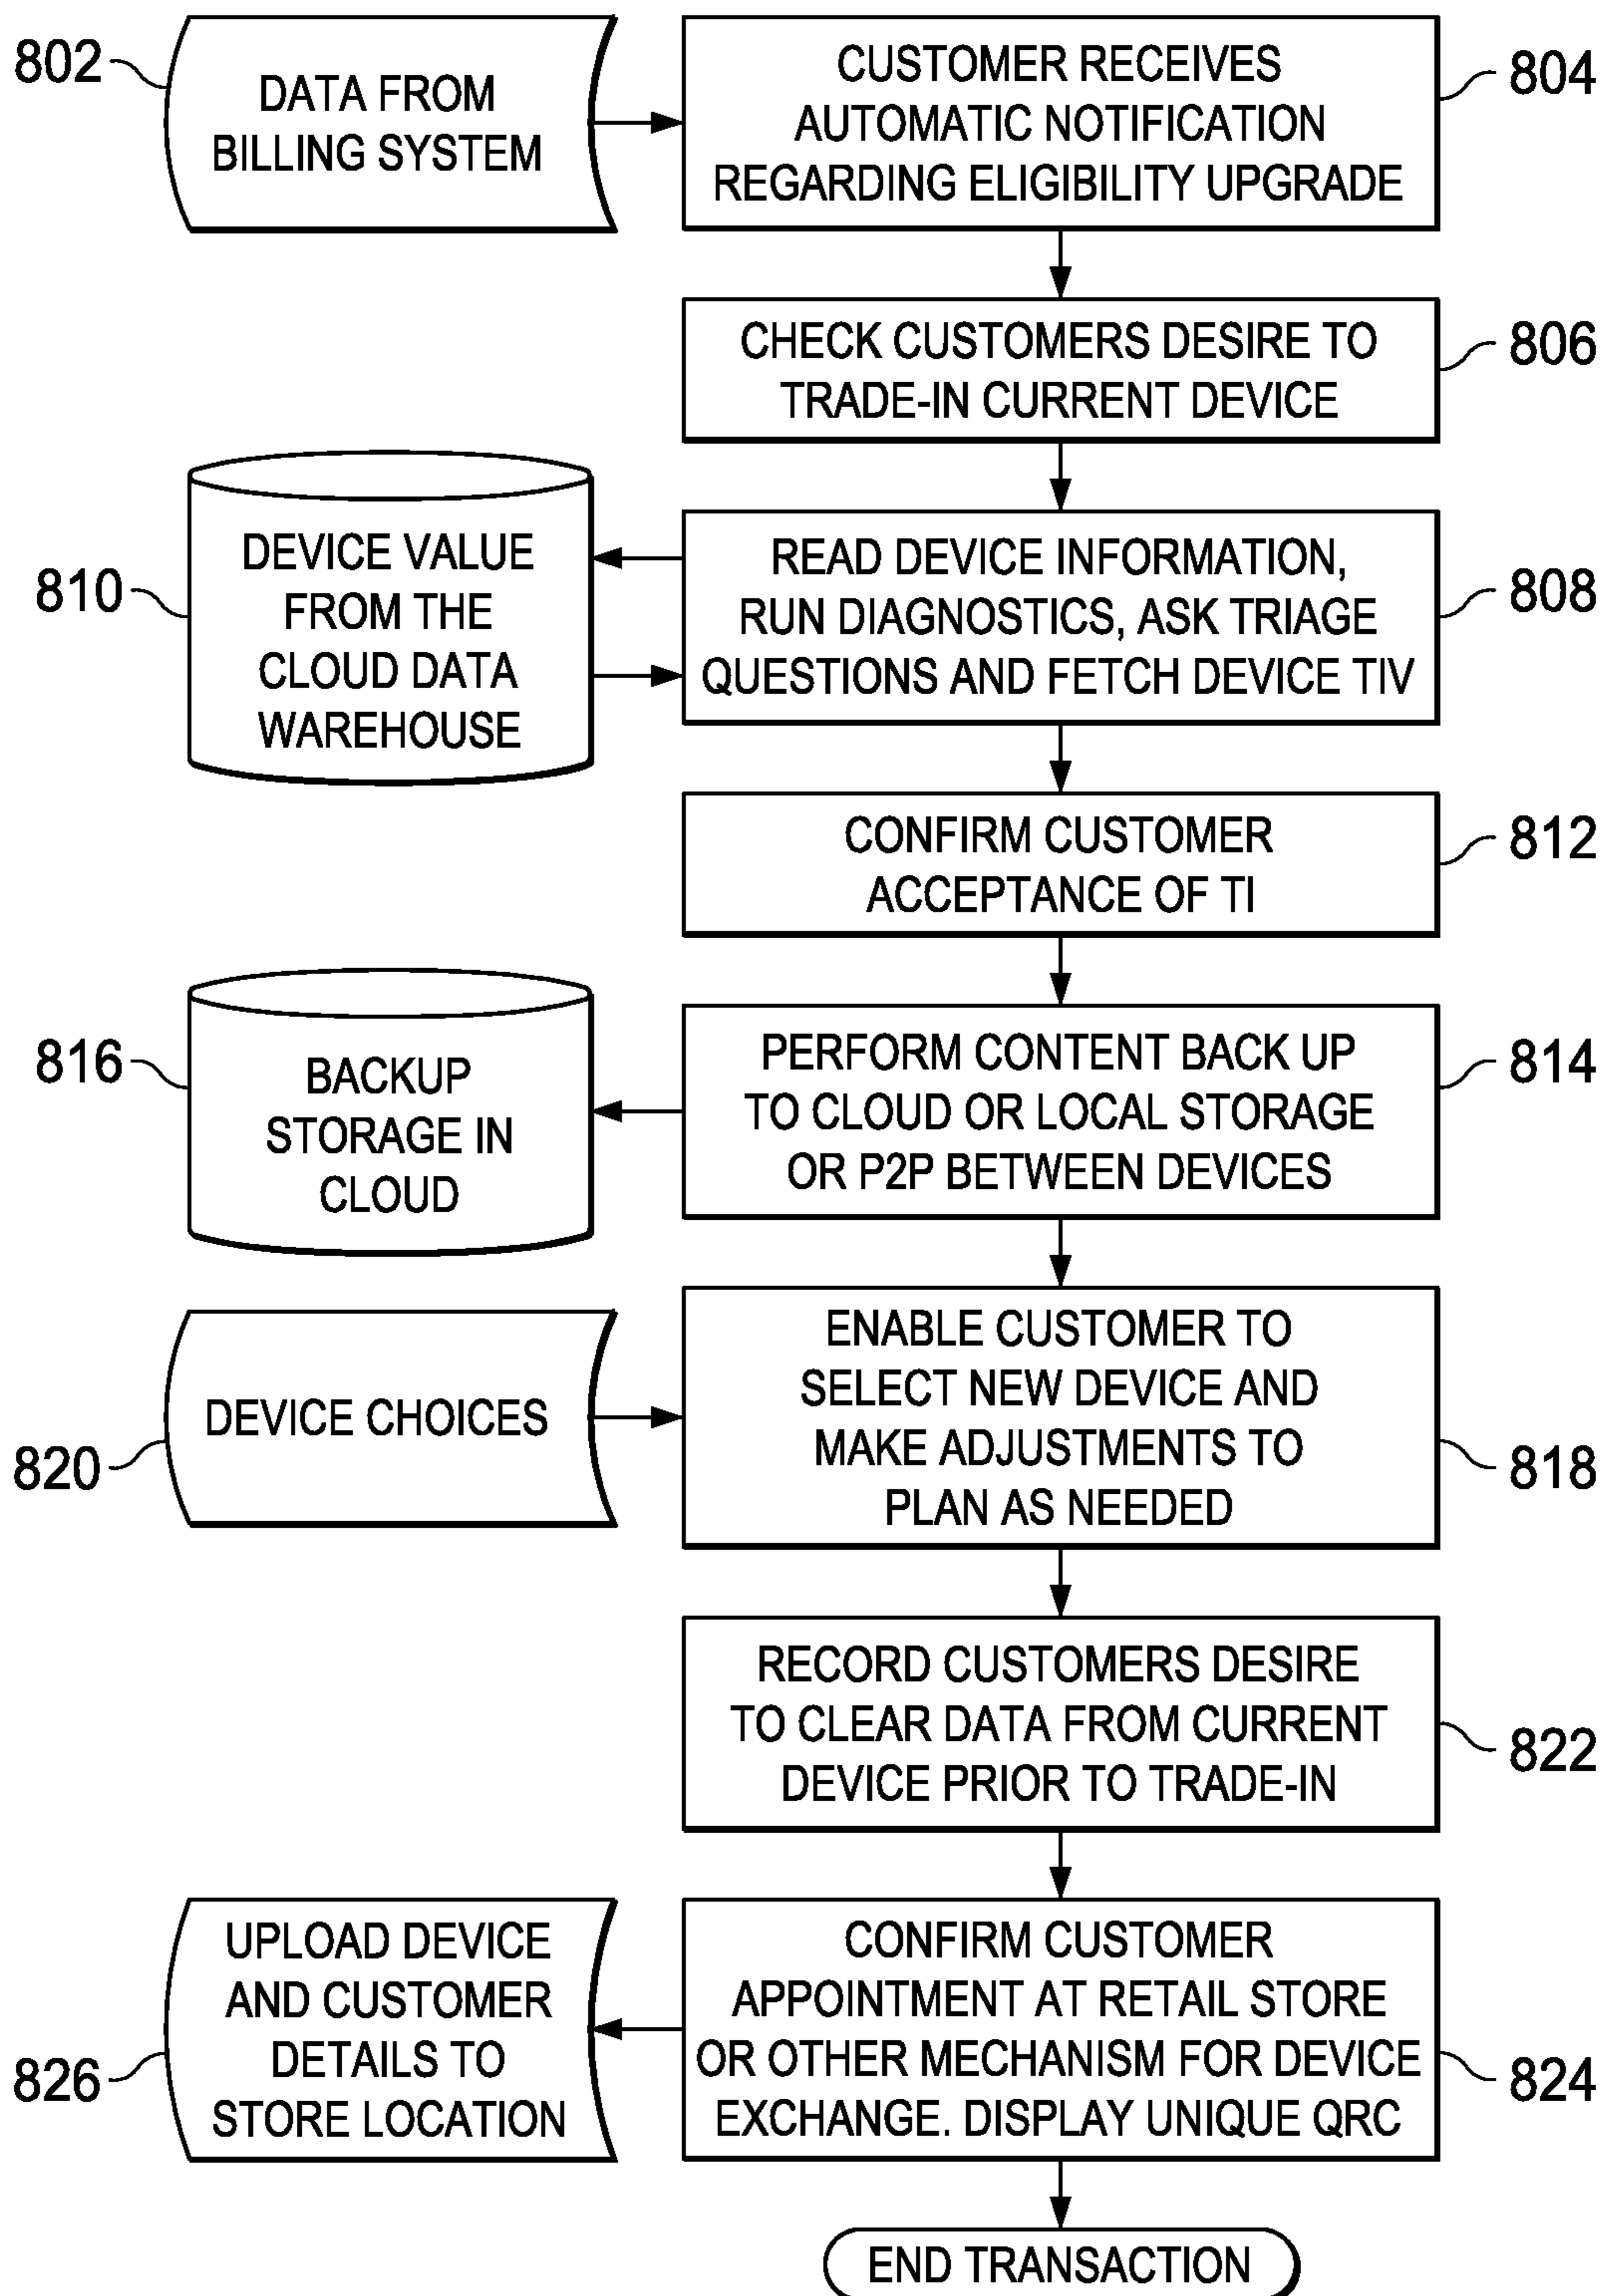 802
DATA FROM
BILLING SYSTEM
CUSTOMER RECEIVES
AUTOMATIC NOTIFICATION
REGARDING ELIGIBILITY UPGRADE
804
CHECK CUSTOMERS DESIRE TO
TRADE-IN CURRENT DEVICE
806
810
DEVICE VALUE
FROM THE
CLOUD DATA
WAREHOUSE
READ DEVICE INFORMATION,
RUN DIAGNOSTICS, ASK TRIAGE
QUESTIONS AND FETCH DEVICE TIV
808
CONFIRM CUSTOMER
ACCEPTANCE OF TI
812
816
BACKUP
STORAGE IN
CLOUD
PERFORM CONTENT BACK UP
TO CLOUD OR LOCAL STORAGE
OR P2P BETWEEN DEVICES
814
820
DEVICE CHOICES
ENABLE CUSTOMER TO
SELECT NEW DEVICE AND
MAKE ADJUSTMENTS TO
PLAN AS NEEDED
818
RECORD CUSTOMERS DESIRE
TO CLEAR DATA FROM CURRENT
DEVICE PRIOR TO TRADE-IN
822
826
UPLOAD DEVICE
AND CUSTOMER
DETAILS TO
STORE LOCATION
CONFIRM CUSTOMER
APPOINTMENT AT RETAIL STORE
OR OTHER MECHANISM FOR DEVICE
EXCHANGE. DISPLAY UNIQUE QRC
824
END TRANSACTION